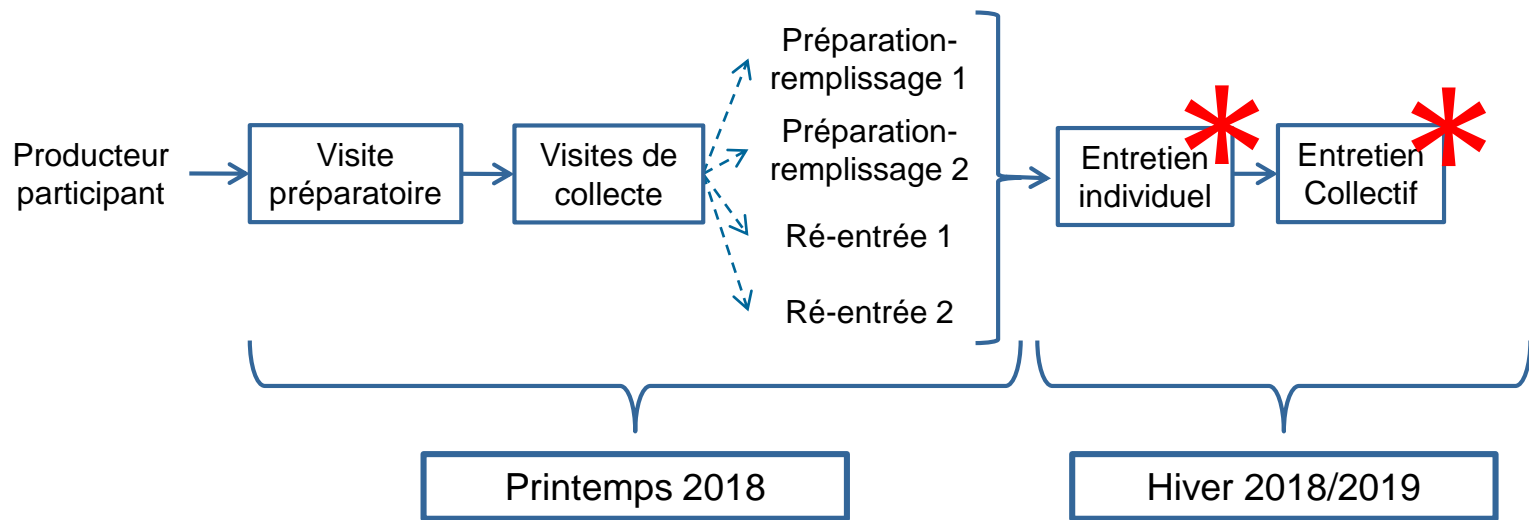 Producteur
participant
Visite
préparatoire
Visites de
collecte
Préparation-
remplissage 1
Préparation-
remplissage 2
Ré-entrée 1
Ré-entrée 2
Entretien
individuel
Entretien
Collectif
Printemps 2018
Hiver 2018/2019